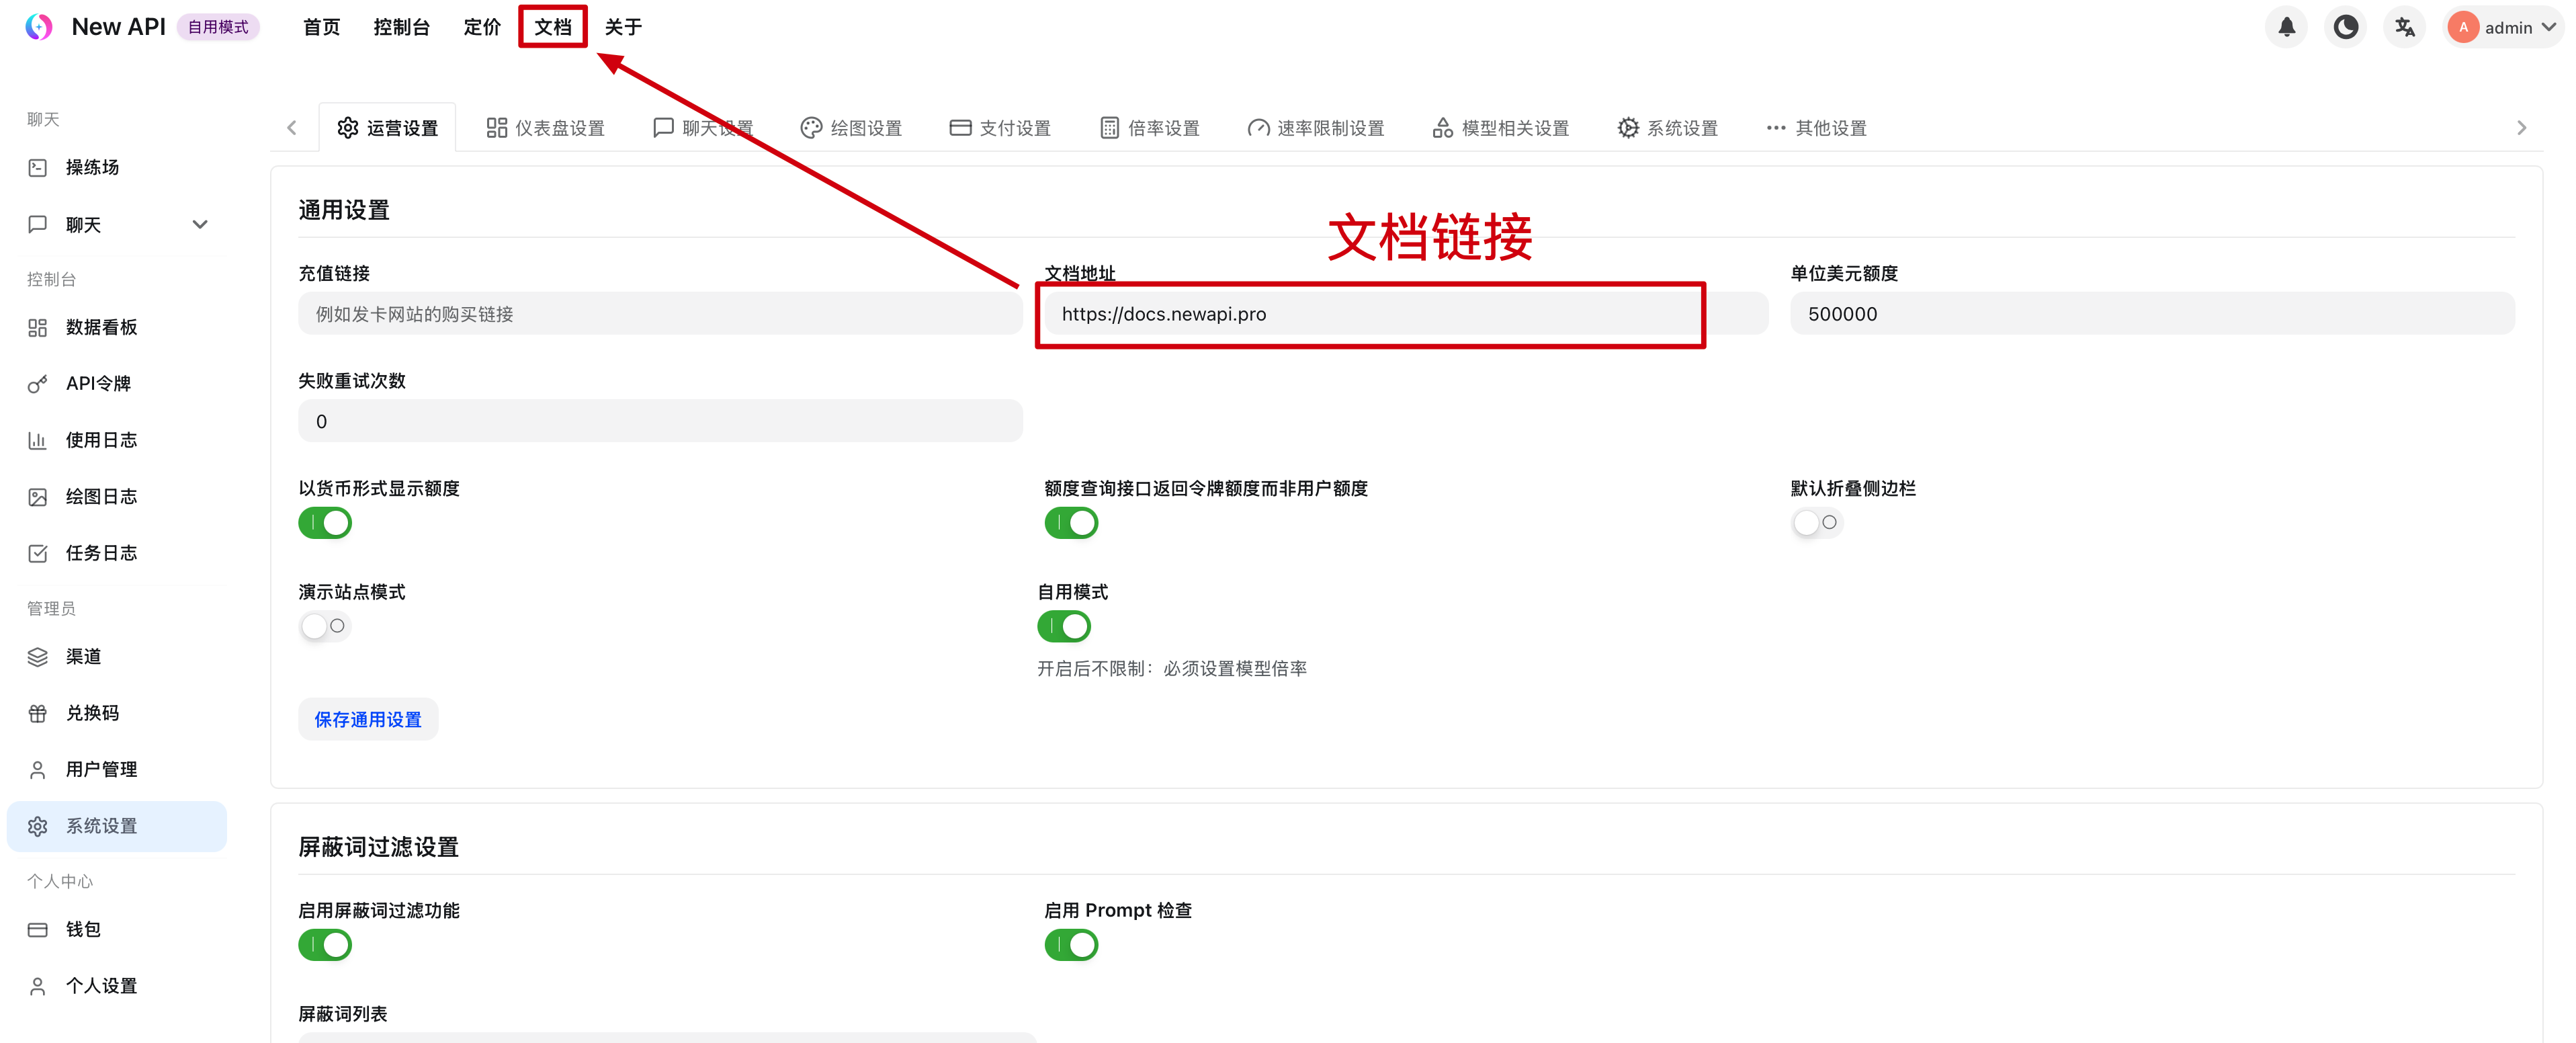 New API 自用模式 首页 控制台 定价 文档 关于 A admin
聊天
操练场
聊天
控制台
数据看板
API令牌
使用日志
绘图日志
任务日志
管理员
渠道
兑换码
用户管理
系统设置
个人中心
钱包
个人设置
运营设置 仪表盘设置 聊天设置 绘图设置 支付设置 倍率设置 速率限制设置 模型相关设置 系统设置 其他设置
通用设置
文档链接
充值链接 文档地址 单位美元额度
例如发卡网站的购买链接 https://docs.newapi.pro 500000
失败重试次数
0
以货币形式显示额度 额度查询接口返回令牌额度而非用户额度 默认折叠侧边栏
演示站点模式 自用模式
开启后不限制：必须设置模型倍率
保存通用设置
屏蔽词过滤设置
启用屏蔽词过滤功能 启用 Prompt 检查
屏蔽词列表